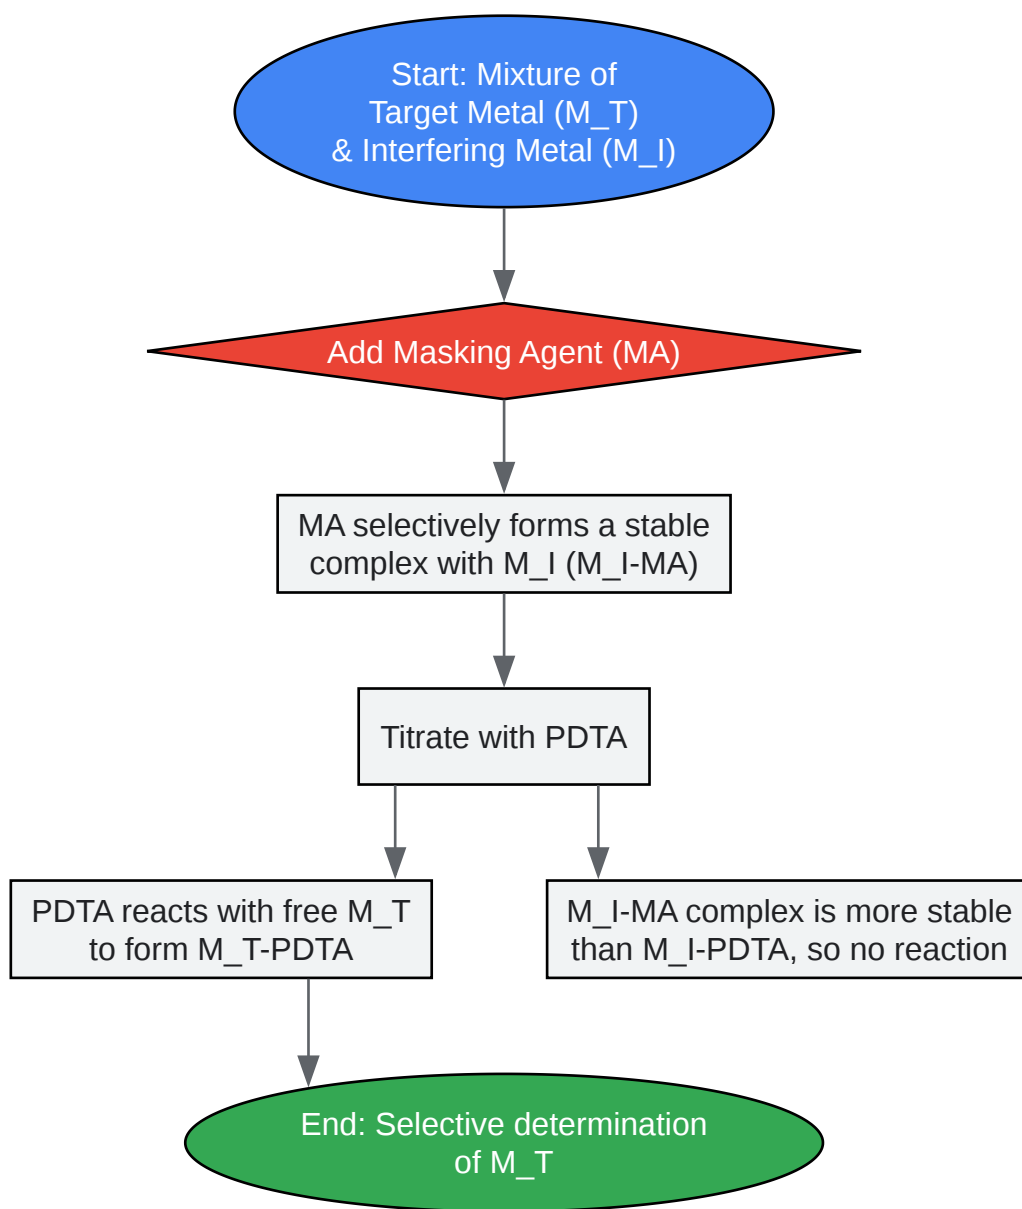 Start: Mixture of
Target Metal (M_T)
& Interfering Metal (M_I)
Add Masking Agent (MA)
MA selectively forms a stable
complex with M_I (M_I-MA)
Titrate with PDTA
PDTA reacts with free M_T
to form M_T-PDTA
M_I-MA complex is more stable
than M_I-PDTA, so no reaction
End: Selective determination
of M_T